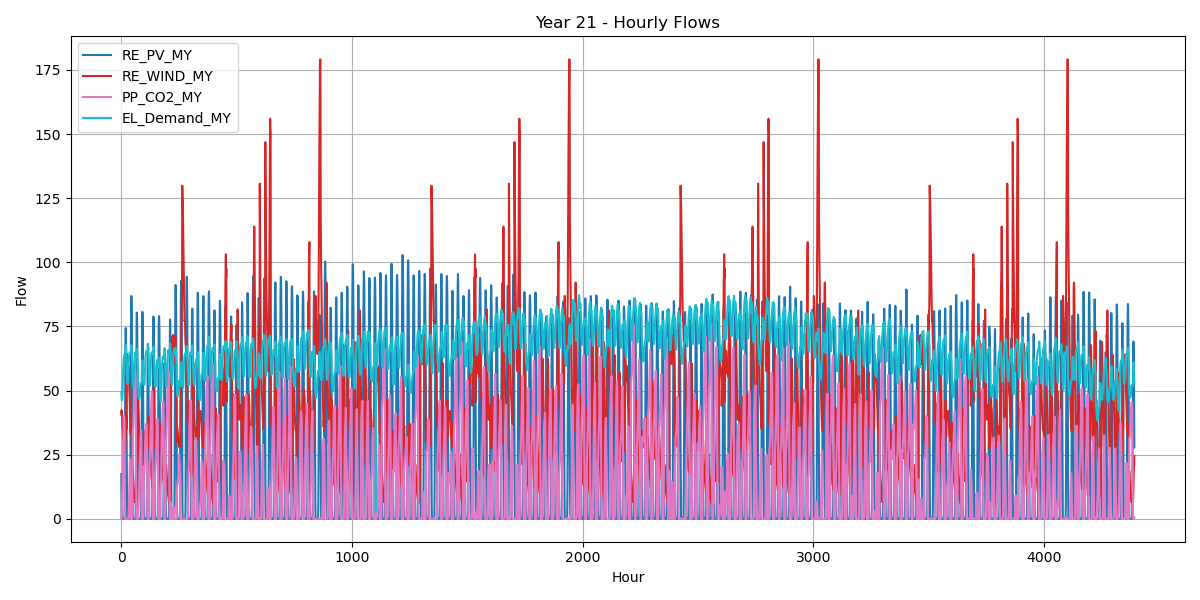 Year 21 - Hourly Flows
RE_PV_MY
RE_WIND_MY
PP_CO2_MY
EL_Demand_MY
175
150
125
100
75
50
25
0
Flow
0 1000 2000 3000 4000
Hour